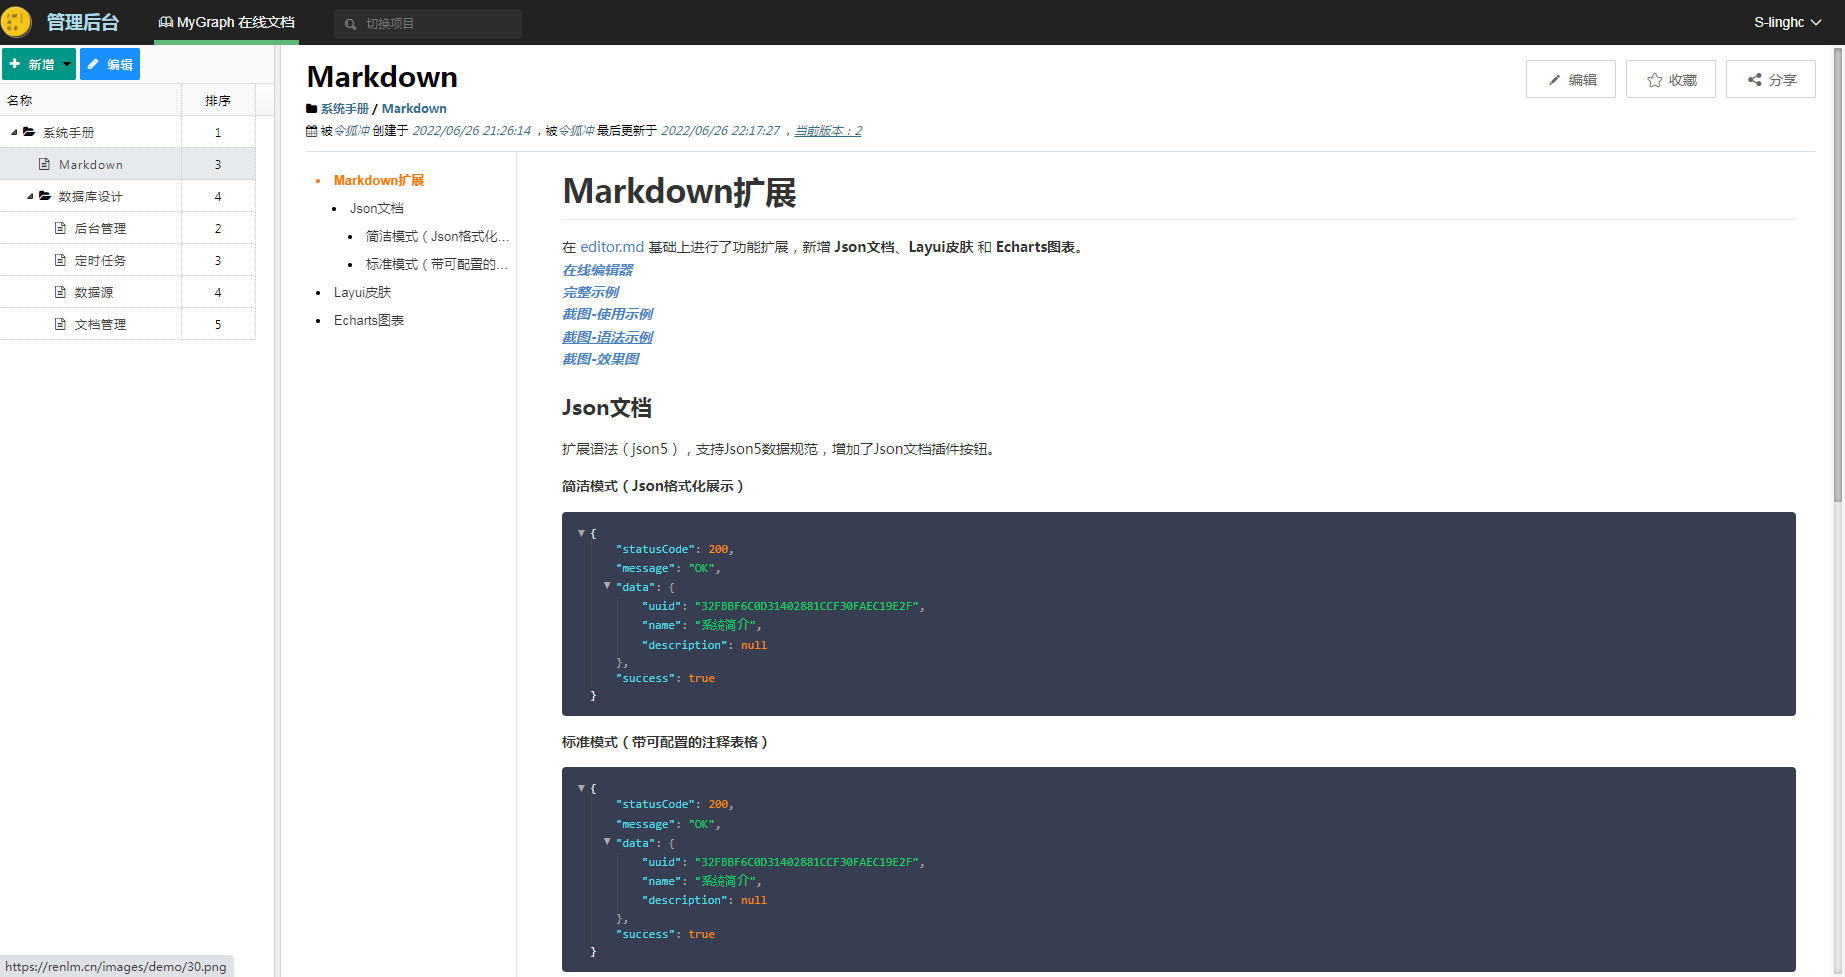 管理后台
MyGraph 在线文档
切换项目
S-linghc
新增
编辑
名称 排序
系统手册 1
Markdown 3
数据库设计 4
后台管理 2
定时任务 3
数据源 4
文档管理 5
Markdown
系统手册 / Markdown
被令狐冲 创建于 2022/06/26 21:26:14 ，被令狐冲 最后更新于 2022/06/26 22:17:27 ，当前版本：2
编辑
收藏
分享
Markdown扩展
Json文档
简洁模式（Json格式化...
标准模式（带可配置的...
Layui皮肤
Echarts图表
Markdown扩展
在 editor.md 基础上进行了功能扩展，新增 Json文档、Layui皮肤 和 Echarts图表。
在线编辑器
完整示例
截图-使用示例
截图-语法示例
截图-效果图
Json文档
扩展语法（json5），支持Json5数据规范，增加了Json文档插件按钮。
简洁模式（Json格式化展示）
{
"statusCode": 200,
"message": "OK",
"data": {
"uuid": "32FBBF6C0D31402881CCF30FAEC19E2F",
"name": "系统简介",
"description": null
},
"success": true
}
标准模式（带可配置的注释表格）
{
"statusCode": 200,
"message": "OK",
"data": {
"uuid": "32FBBF6C0D31402881CCF30FAEC19E2F",
"name": "系统简介",
"description": null
},
"success": true
}
https://renlm.cn/images/demo/30.png